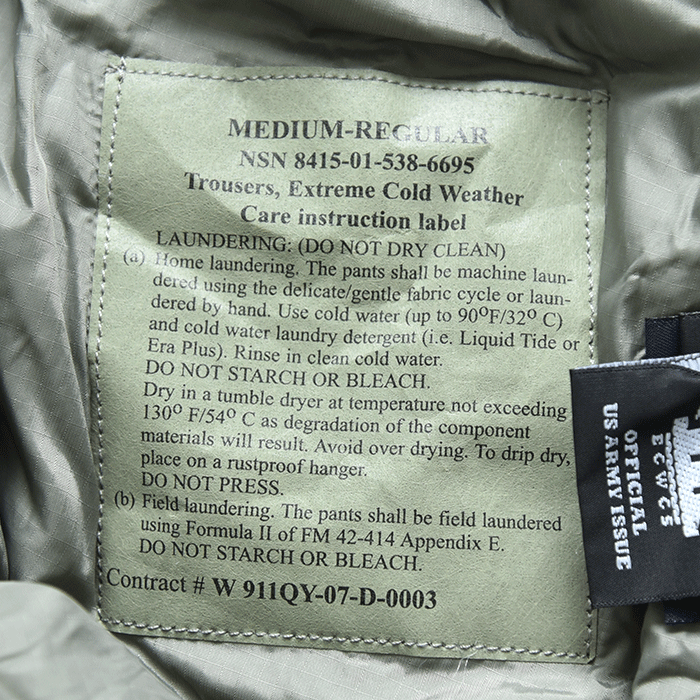 MEDIUM-REGULAR
NSN 8415-01-538-6695
Trousers, Extreme Cold Weather
Care instruction label
LAUNDERING: (DO NOT DRY CLEAN)
(a) Home laundering. The pants shall be machine laun-
dered using the delicate/gentle fabric cycle or laun-
dered by hand. Use cold water (up to 90⁰F/32⁰ C)
and cold water laundry detergent (i.e. Liquid Tide or
Era Plus). Rinse in clean cold water.
DO NOT STARCH OR BLEACH.
Dry in a tumble dryer at temperature not exceeding
130⁰ F/54⁰ C as degradation of the component
materials will result. Avoid over drying. To drip dry,
place on a rustproof hanger.
DO NOT PRESS.
(b) Field laundering. The pants shall be field laundered
using Formula II of FM 42-414 Appendix E.
DO NOT STARCH OR BLEACH.
Contract # W 911QY-07-D-0003
ECWCS
OFFICIAL
US ARMY ISSUE